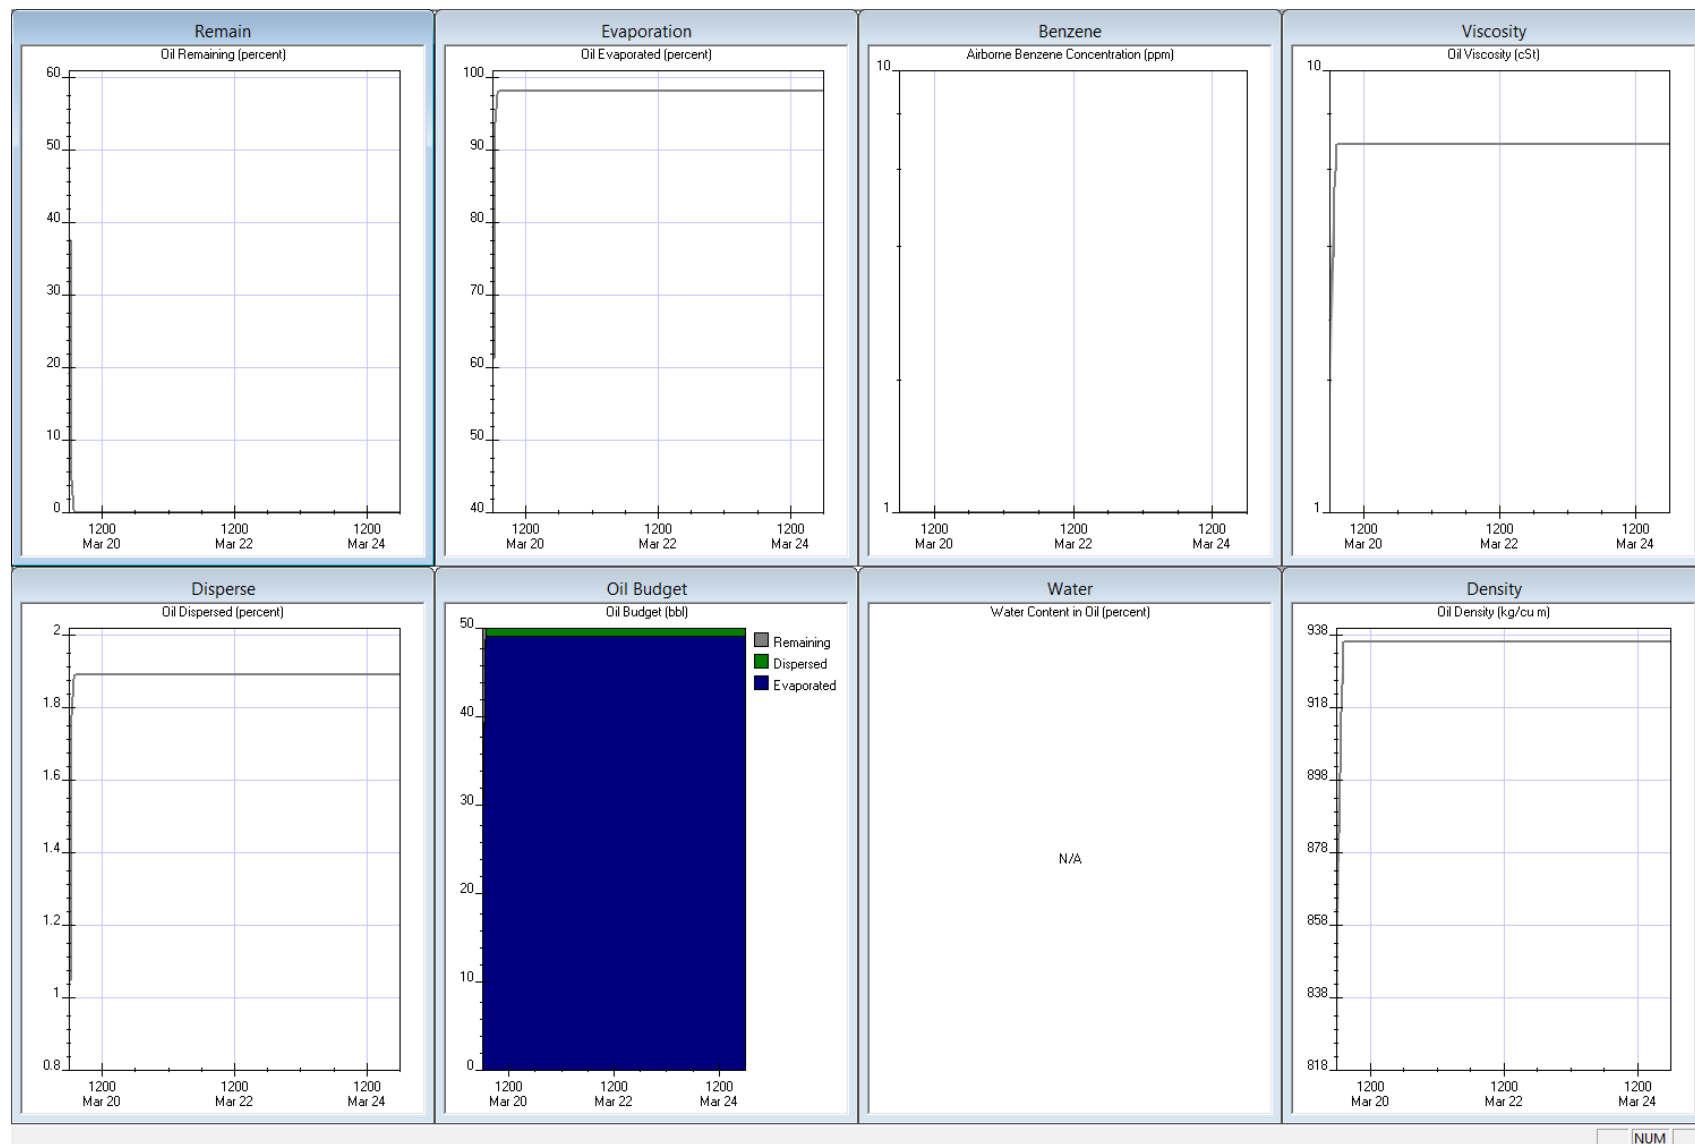 Remain
Oil Remaining (percent)
60
50
40
30
20
10
0
1200 1200 1200
Mar 20 Mar 22 Mar 24
Evaporation
Oil Evaporated (percent)
100
90
80
70
60
50
40
1200 1200 1200
Mar 20 Mar 22 Mar 24
Benzene
Airborne Benzene Concentration (ppm)
10
1
1200 1200 1200
Mar 20 Mar 22 Mar 24
Viscosity
Oil Viscosity (cSt)
10
1
1200 1200 1200
Mar 20 Mar 22 Mar 24
Disperse
Oil Dispersed (percent)
2
1.8
1.6
1.4
1.2
1
0.8
1200 1200 1200
Mar 20 Mar 22 Mar 24
Oil Budget
Oil Budget (bbl)
50
40
30
20
10
0
Remaining
Dispersed
Evaporated
1200 1200 1200
Mar 20 Mar 22 Mar 24
Water
Water Content in Oil (percent)
N/A
Density
Oil Density (kg/cu m)
938
918
898
878
858
838
818
1200 1200 1200
Mar 20 Mar 22 Mar 24
NUM